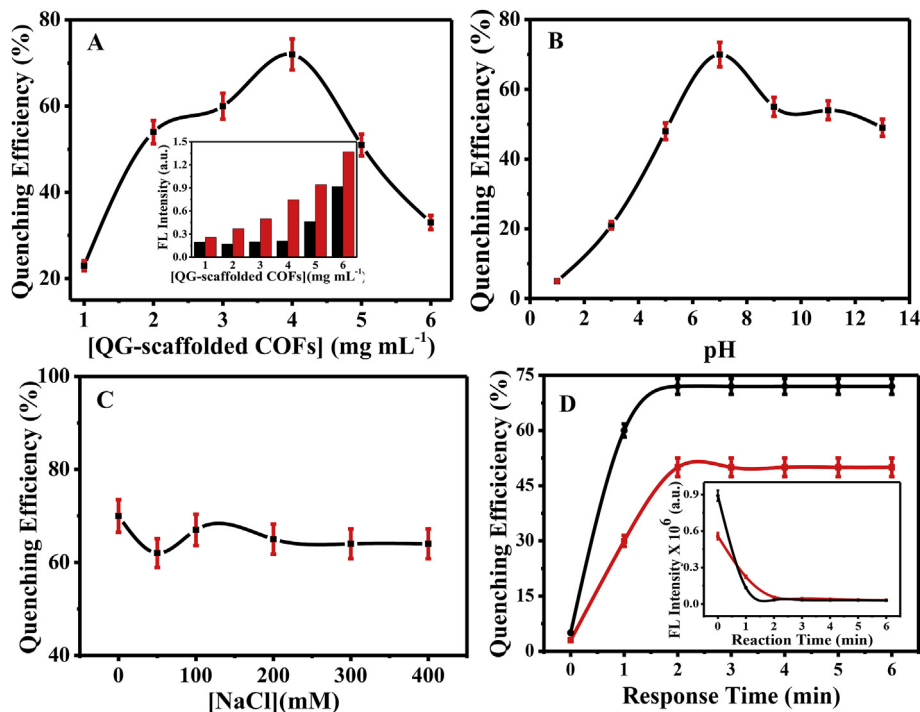 A
Quenching Efficiency (%)
80
60
40
20
1 2 3 4 5 6
[QG-scaffolded COFs] (mg mL-1)
FL Intensity (a.u.)
1.5
1.2
0.9
0.6
0.3
0.0
1 2 3 4 5 6
[QG-scaffolded COFs](mg mL-1)
B
Quenching Efficiency (%)
80
60
40
20
0
0 2 4 6 8 10 12 14
pH
C
Quenching Efficiency (%)
100
80
60
40
0 100 200 300 400
[NaCl](mM)
D
Quenching Efficiciency (%)
75
60
45
30
15
0
0 1 2 3 4 5 6
Response Time (min)
FL Intensity X 10^6 (a.u.)
0.9
0.6
0.3
0.0
0 1 2 3 4 5 6
Reaction Time (min)